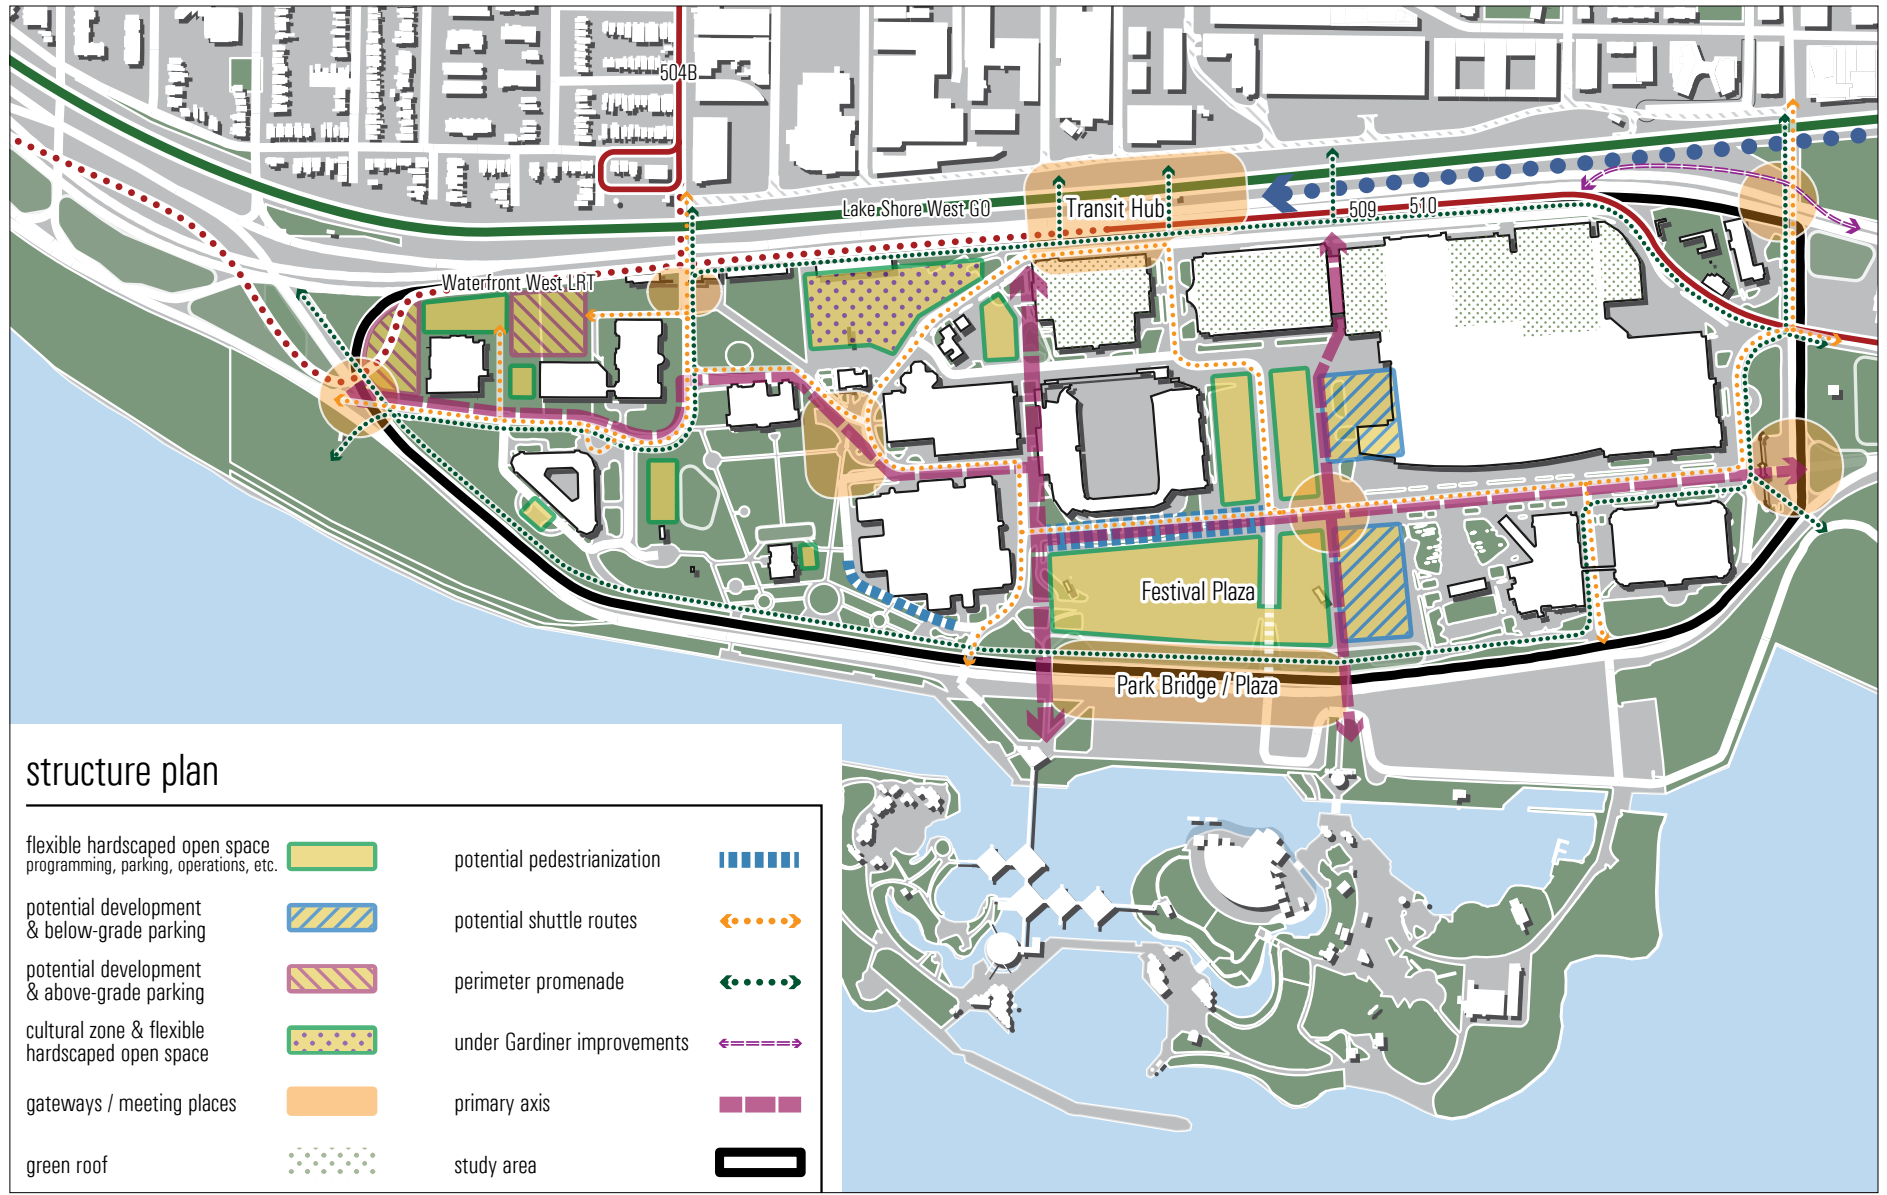 504B
Lake Shore West GO
Transit Hub
509
510
Waterfront West LRT
Festival Plaza
Park Bridge / Plaza
structure plan
flexible hardscaped open space
programming, parking, operations, etc.
potential development
& below-grade parking
potential development
& above-grade parking
cultural zone & flexible
hardscaped open space
gateways / meeting places
green roof
potential pedestrianization
potential shuttle routes
perimeter promenade
under Gardiner improvements
primary axis
study area